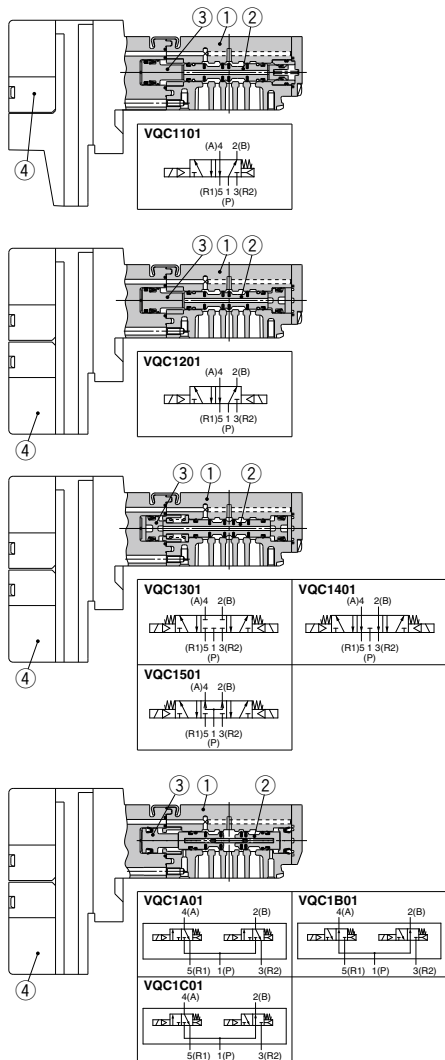 ③ ① ②
④
VQC1101
(A)4 2(B)
(R1)5 1 3(R2)
(P)
③ ① ②
④
VQC1201
(A)4 2(B)
(R1)5 1 3(R2)
(P)
③ ① ②
④
VQC1301
(A)4 2(B)
(R1)5 1 3(R2)
(P)
VQC1401
(A)4 2(B)
(R1)5 1 3(R2)
(P)
VQC1501
(A)4 2(B)
(R1)5 1 3(R2)
(P)
③ ① ②
④
VQC1A01
4(A) 2(B)
5(R1) 1(P) 3(R2)
VQC1B01
4(A) 2(B)
5(R1) 1(P) 3(R2)
VQC1C01
4(A) 2(B)
5(R1) 1(P) 3(R2)